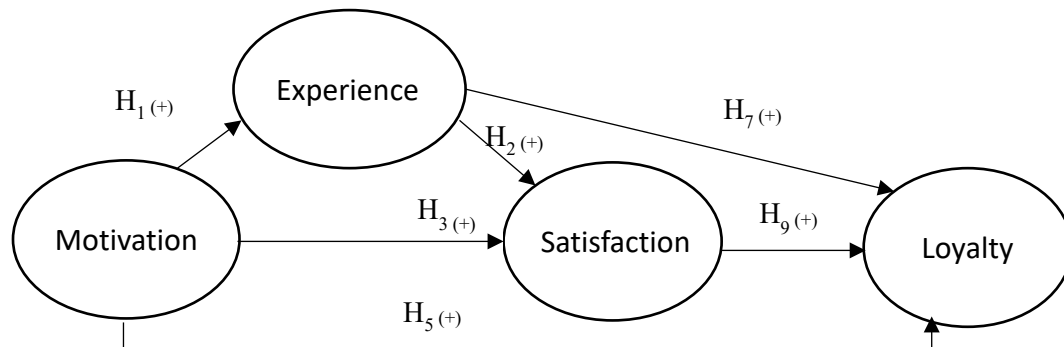 Experience
H1 (+)
H7 (+)
H2 (+)
Motivation
H3 (+)
Satisfaction
H9 (+)
Loyalty
H5 (+)